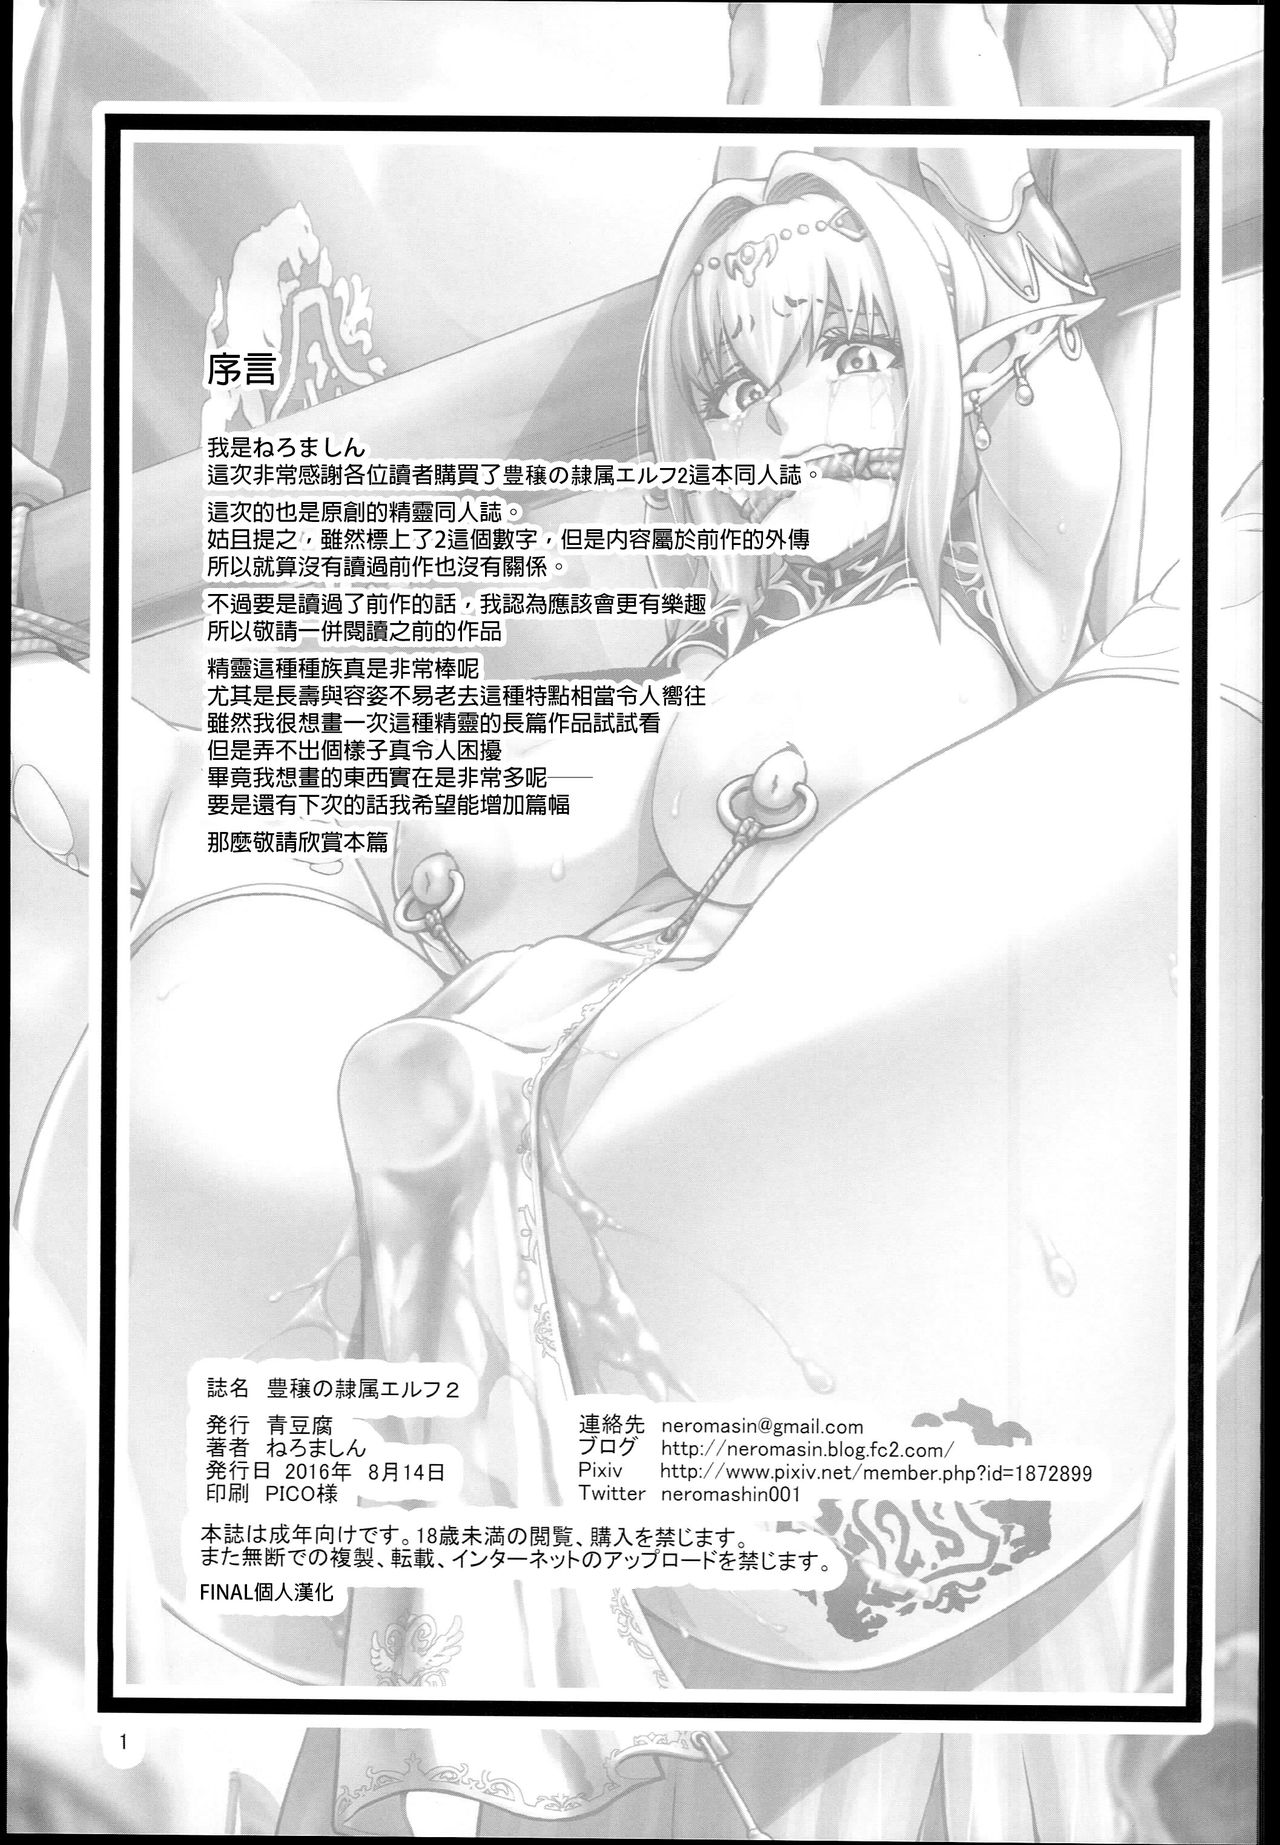 序言
我是ねろましん
這次非常感謝各位讀者購買了豊穣の隷属エルフ2這本同人誌。
這次的也是原創的精靈同人誌。
姑且提之，雖然標上了2這個數字，但是内容屬於前作的外傳
所以就算沒有讀過前作也沒有關係。
不過要是讀過了前作的話，我認為應該會更有樂趣
所以敬請一併閱讀之前的作品
精靈這種種族真是非常棒呢
尤其是長壽與容姿不易老去這種特點相當令人嚮往
雖然我很想畫一次這種精靈的長篇作品試試看
但是弄不出個樣子真令人困擾
畢竟我想畫的東西實在是非常多呢——
要是還有下次的話我希望能增加篇幅
那麼敬請欣賞本篇
誌名 豊穣の隷属エルフ２
発行 青豆腐
著者 ねろましん
発行日 2016年 8月14日
印刷 PICO様
連絡先 neromasin@gmail.com
ブログ http://neromasin.blog.fc2.com/
Pixiv http://www.pixiv.net/member.php?id=1872899
Twitter neromashin001
本誌は成年向けです。18歳未満の閲覧、購入を禁じます。
また無断での複製、転載、インターネットのアップロードを禁じます。
FINAL個人漢化
1